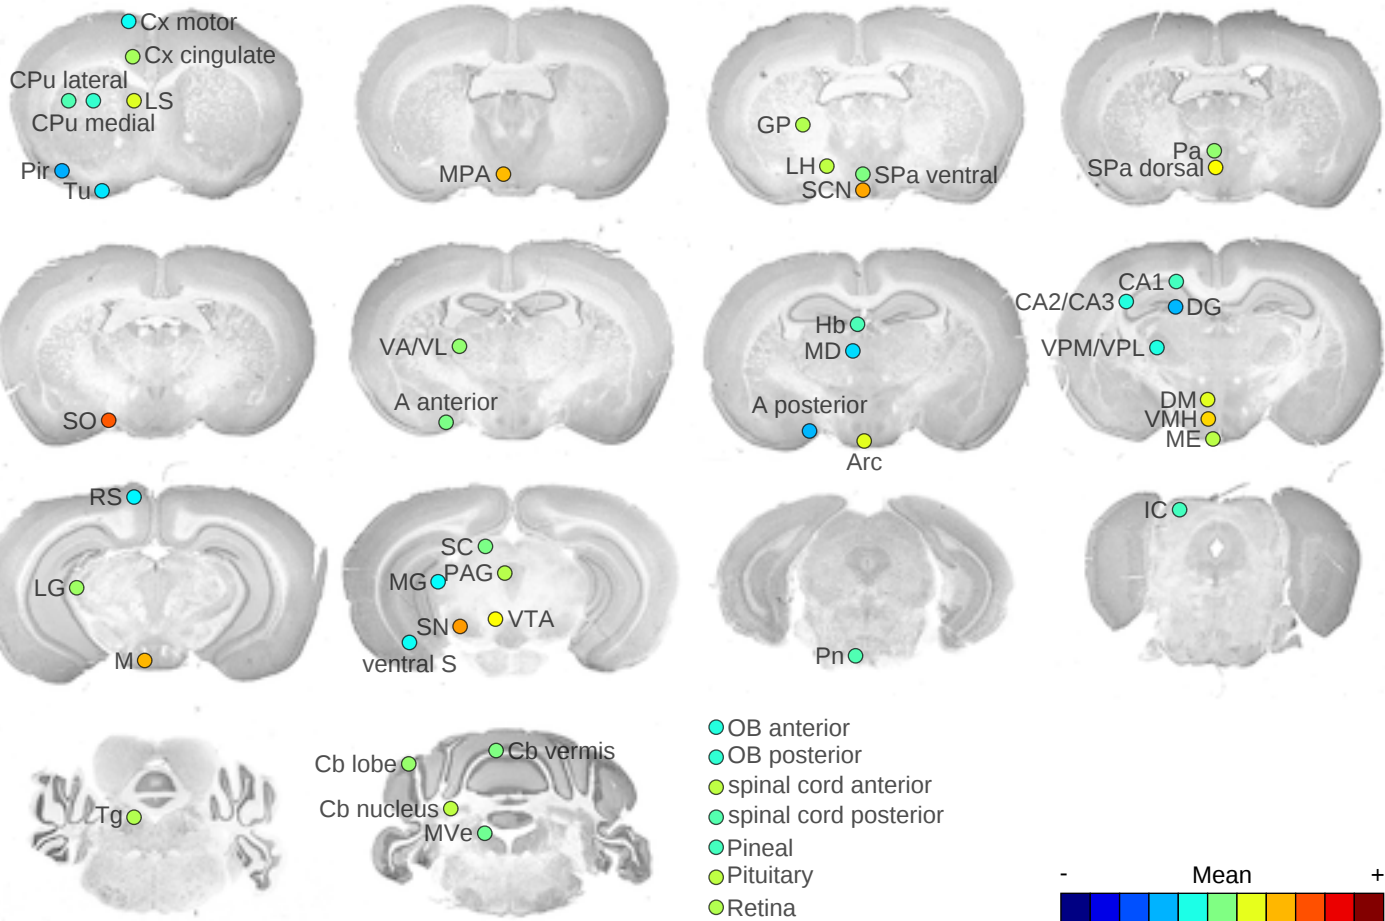 Cx motor
Cx cingulate
CPu lateral
LS
CPu medial
Pir
Tu
MPA
GP
LH
SPa ventral
SCN
Pa
SPa dorsal
SO
VA/VL
A anterior
Hb
MD
A posterior
Arc
CA1
CA2/CA3
DG
VPM/VPL
DM
VMH
ME
RS
LG
M
SC
MG
PAG
SN
VTA
ventral S
Pn
IC
Tg
Cb lobe
Cb vermis
Cb nucleus
MVe
OB anterior
OB posterior
spinal cord anterior
spinal cord posterior
Pineal
Pituitary
Retina
- Mean +